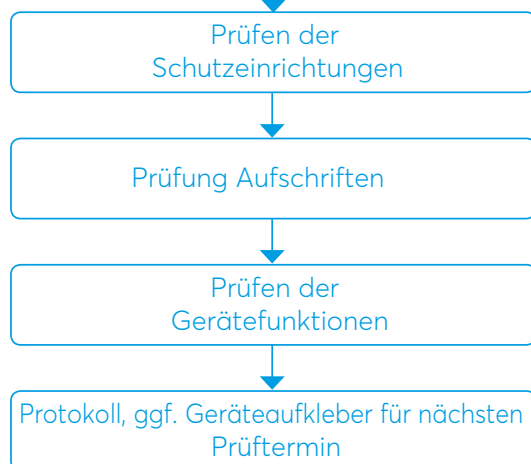 Prüfen der
Schutzeinrichtungen
Prüfung Aufschriften
Prüfen der
Gerätefunktionen
Protokoll, ggf. Geräteaufkleber für nächsten
Prüftermin